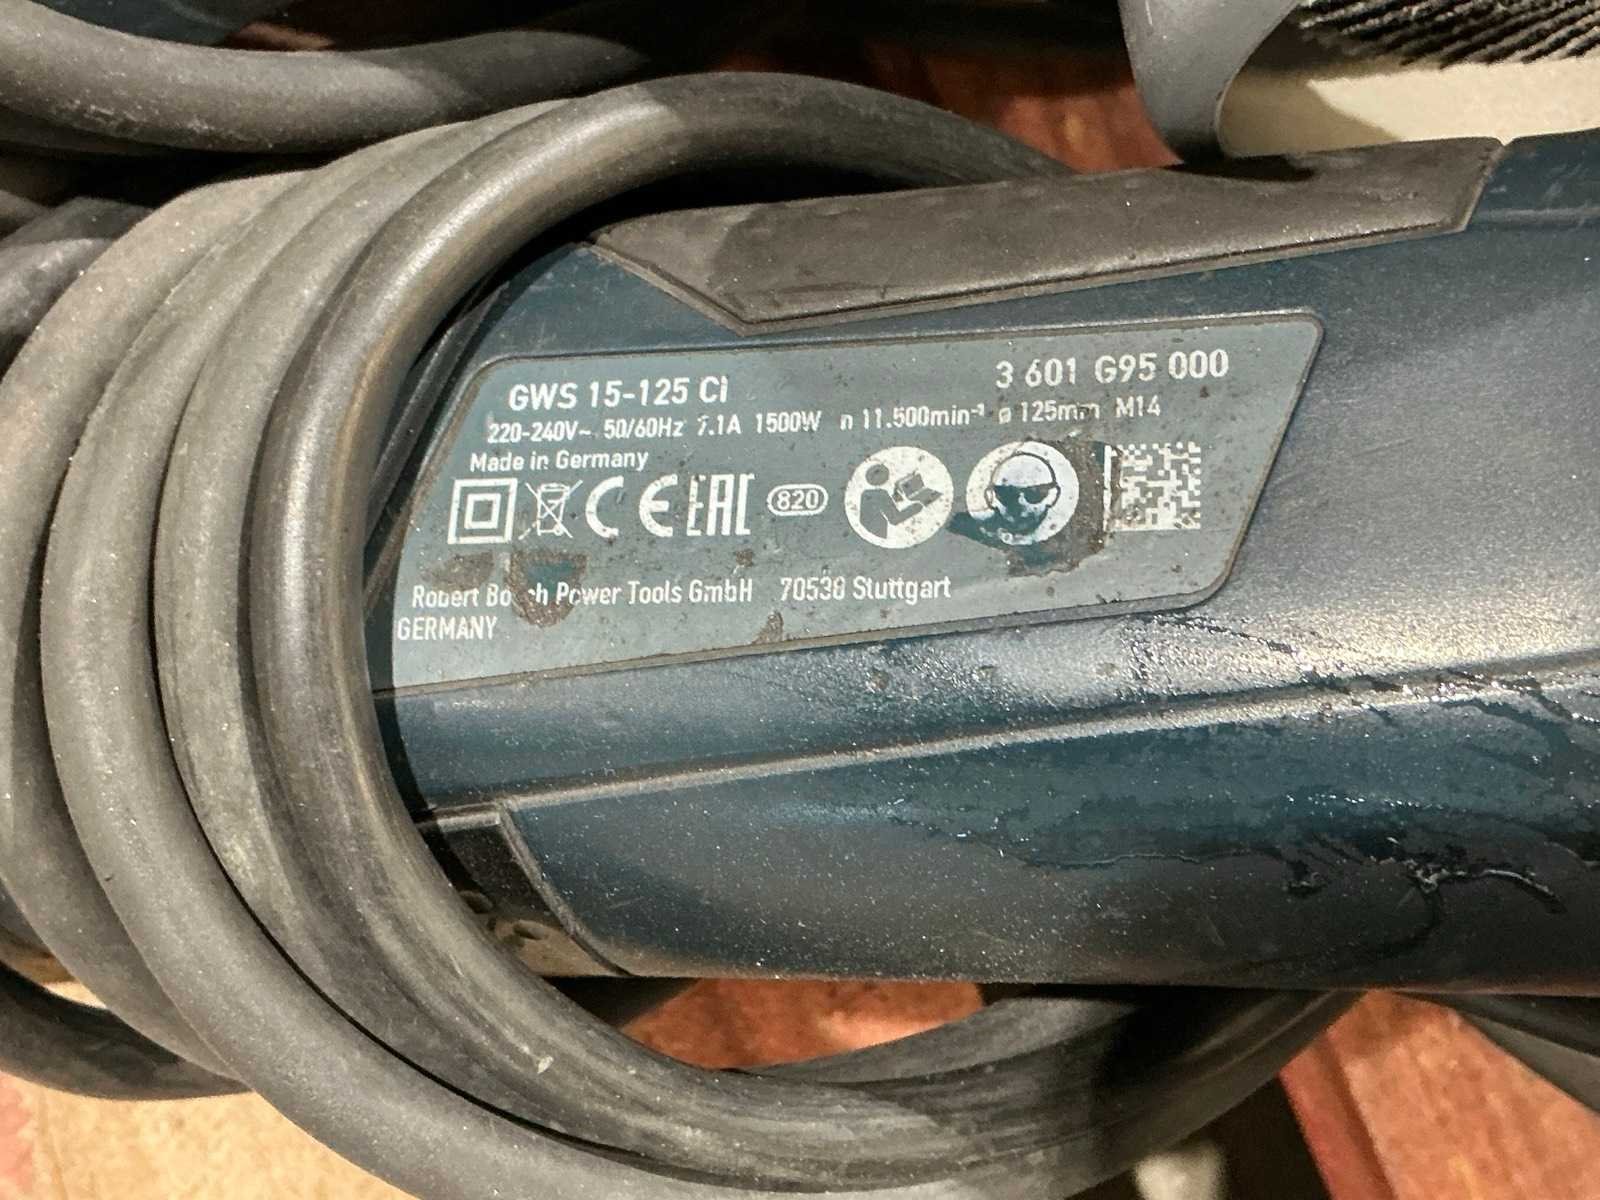 GWS 15-125 CI
3 601 G95 000
220-240V~ 50/60Hz 7.1A 1500W n 11.500min⁻¹ ø 125mm M14
Made in Germany
CE EAC 820
Robert Bosch Power Tools GmbH 70538 Stuttgart
GERMANY